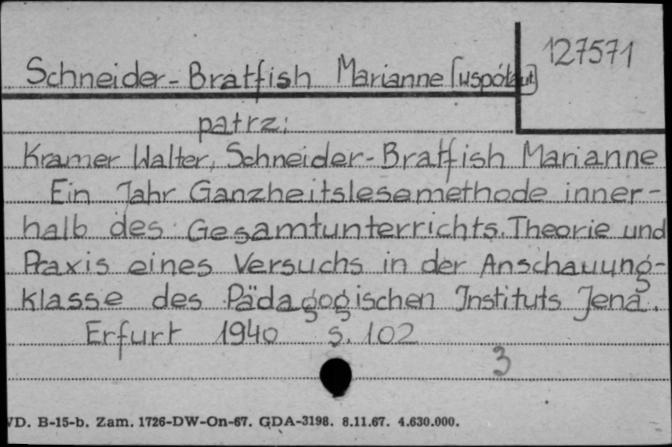 127571
Schneider-Bratfish Marianne [współaut]
patrz:
Kramer Walter, Schneider-Bratfish Marianne
Ein Jahr Ganzheitslesemethode inner-
halb des Gesamtunterrichts. Theorie und
Praxis eines Versuchs in der Anschauung-
klasse des Pädagogischen Instituts Jena.
Erfurt 1940 s. 102
3
VD. B-15-b. Zam. 1726-DW-On-67. GDA-3198. 8.11.67. 4.630.000.